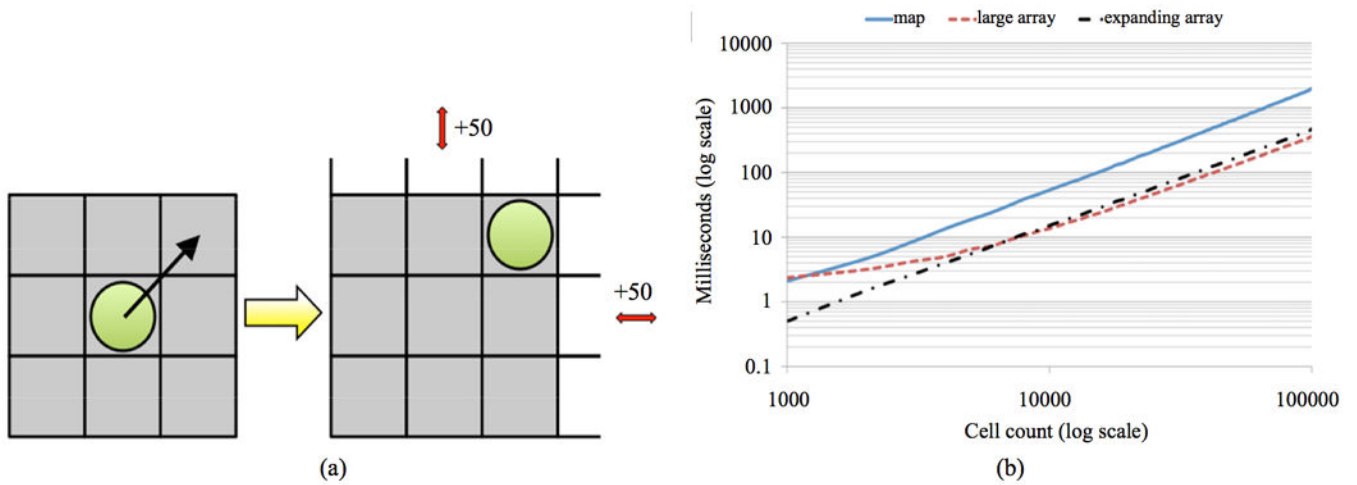 +50
+50
(a)
map large array expanding array
10000
1000
100
10
1
0.1
Milliseconds (log scale)
1000 10000 100000
Cell count (log scale)
(b)